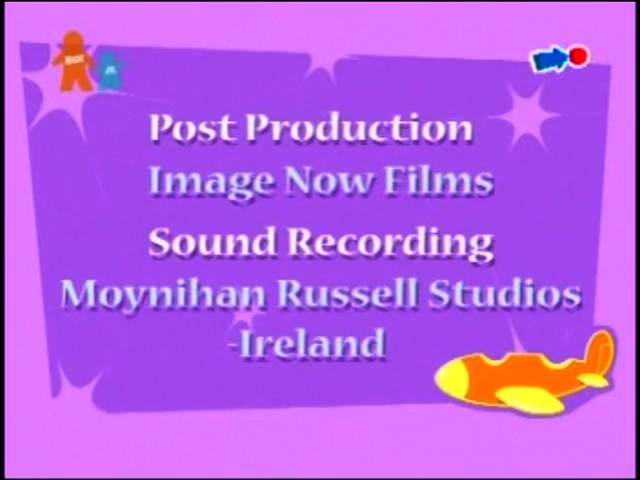 Post Production
Image Now Films
Sound Recording
Moynihan Russell Studios
-Ireland